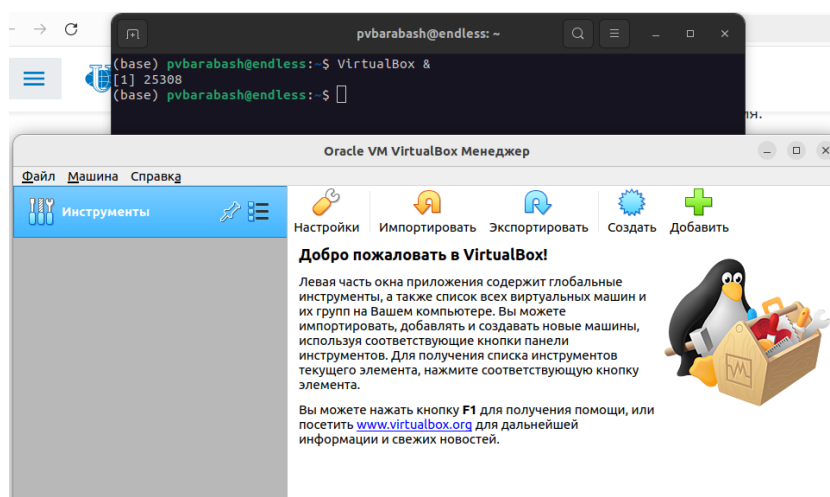 pvbarabash@endless: ~
(base) pvbarabash@endless:~$ VirtualBox &
[1] 25308
(base) pvbarabash@endless:~$
ия.
Oracle VM VirtualBox Менеджер
Файл Машина Справка
Инструменты
Настройки Импортировать Экспортировать Создать Добавить
Добро пожаловать в VirtualBox!
Левая часть окна приложения содержит глобальные
инструменты, а также список всех виртуальных машин и
их групп на Вашем компьютере. Вы можете
импортировать, добавлять и создавать новые машины,
используя соответствующие кнопки панели
инструментов. Для получения списка инструментов
текущего элемента, нажмите соответствующую кнопку
элемента.
Вы можете нажать кнопку F1 для получения помощи, или
посетить www.virtualbox.org для дальнейшей
информации и свежих новостей.